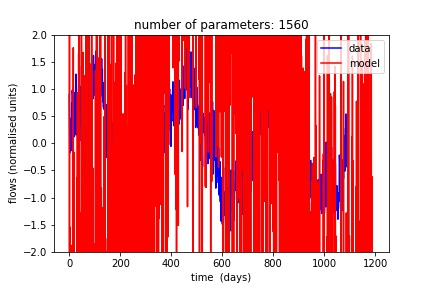 number of parameters: 1560
2.0
data
model
1.5
1.0
0.5
0.0
−0.5
−1.0
−1.5
−2.0
flows (normalised units)
0 200 400 600 800 1000 1200
time (days)